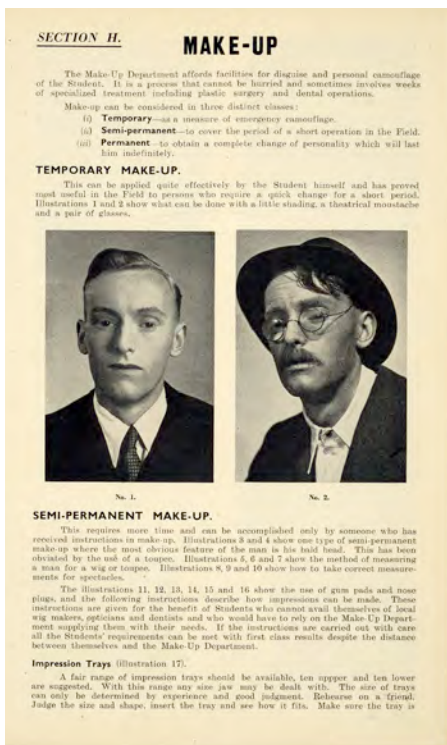 SECTION H.
MAKE-UP
The Make-Up Department affords facilities for disguise and personal camouflage
of the Student. It is a process that cannot be hurried and sometimes involves weeks
of specialized treatment including plastic surgery and dental operations.
Make-up can be considered in three distinct classes:
(i) Temporary—as a measure of emergency camouflage.
(ii) Semi-permanent—to cover the period of a short operation in the Field.
(iii) Permanent—to obtain a complete change of personality which will last
him indefinitely.
TEMPORARY MAKE-UP.
This can be applied quite effectively by the Student himself and has proved
most useful in the Field to persons who require a quick change for a short period.
Illustrations 1 and 2 show what can be done with a little shading, a theatrical moustache
and a pair of glasses.
No. 1.
No. 2.
SEMI-PERMANENT MAKE-UP.
This requires more time and can be accomplished only by someone who has
received instructions in make-up. Illustrations 3 and 4 show one type of semi-permanent
make-up where the most obvious feature of the man is his bald head. This has been
obviated by the use of a toupee. Illustrations 5, 6 and 7 show the method of measuring
a man for a wig or toupee. Illustrations 8, 9 and 10 show how to take correct measure-
ments for spectacles.
The illustrations 11, 12, 13, 14, 15 and 16 show the use of gum pads and nose
plugs, and the following instructions describe how impressions can be made. These
instructions are given for the benefit of Students who cannot avail themselves of local
wig makers, opticians and dentists and who would have to rely on the Make-Up Depart-
ment supplying them with their needs. If the instructions are carried out with care
all the Students' requirements can be met with first class results despite the distance
between themselves and the Make-Up Department.
Impression Trays (illustration 17).
A fair range of impression trays should be available, ten oppper and ten lower
are suggested. With this range any size jaw may be dealt with. The size of trays
can only be determined by experience and good judgment. Rehearse on a friend.
Judge the size and shape, insert the tray and see how it fits. Make sure the tray is